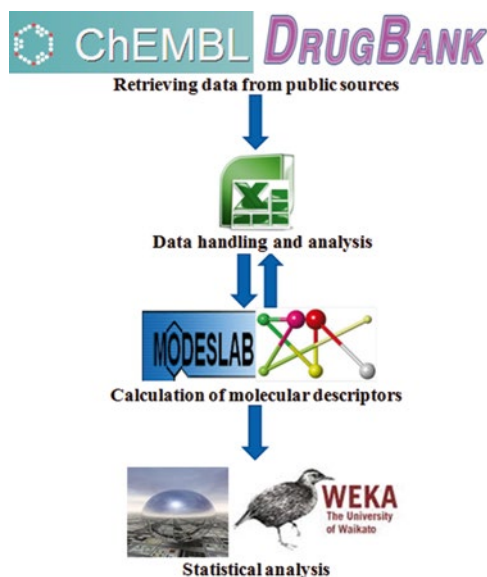 ChEMBL DRUGBANK
Retrieving data from public sources
Data handling and analysis
MODESLAB
Calculation of molecular descriptors
WEKA
The University
of Waikato
Statistical analysis